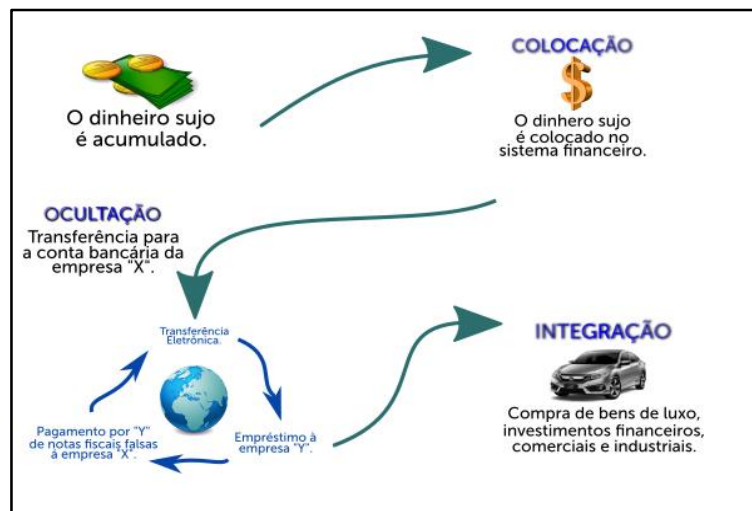 O dinheiro sujo
é acumulado.
COLOCAÇÃO
O dinhero sujo
é colocado no
sistema financeiro.
OCULTAÇÃO
Transferência para
a conta bancária da
empresa "X".
Transferência
Eletrônica.
Empréstimo à
empresa "Y".
Pagamento por "Y"
de notas fiscais falsas
à empresa "X".
INTEGRAÇÃO
Compra de bens de luxo,
investimentos financeiros,
comerciais e industriais.